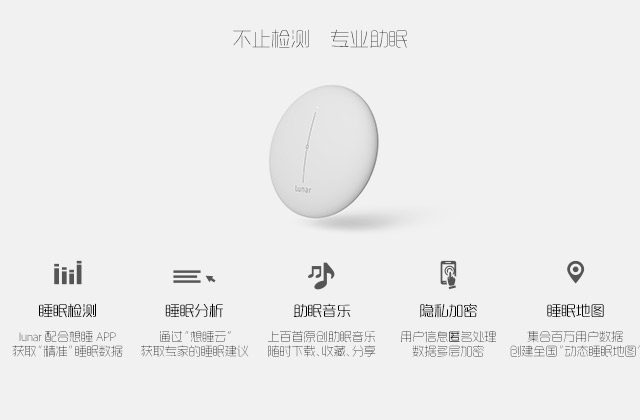 不止检测 专业助眠
lunar
睡眠检测
lunar 配合想睡 APP
获取“精准”睡眠数据
睡眠分析
通过“想睡云”
获取专家的睡眠建议
助眠音乐
上百首原创助眠音乐
随时下载、收藏、分享
隐私加密
用户信息匿名处理
数据多层加密
睡眠地图
集合百万用户数据
创建全国“动态睡眠地图”